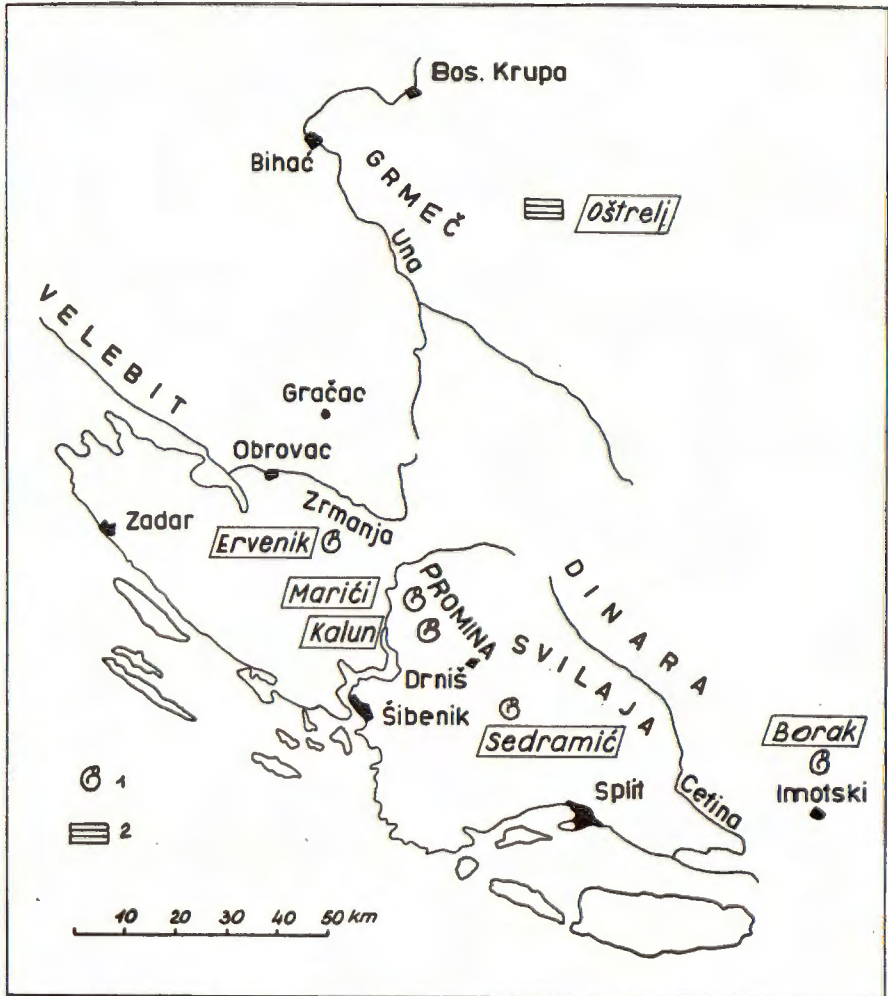 Bos. Krupa
Bihać
GRMEČ
Oštrelj
Una
VELEBIT
Gračac
Obrovac
Zrmanja
Zadar
Ervenik
DINARA
Marići
PROMINA
Kalun
SVILAJA
Drniš
Šibenik
Sedramić
Borak
Split
Cetina
Imotski
1
2
10 20 30 40 50 km